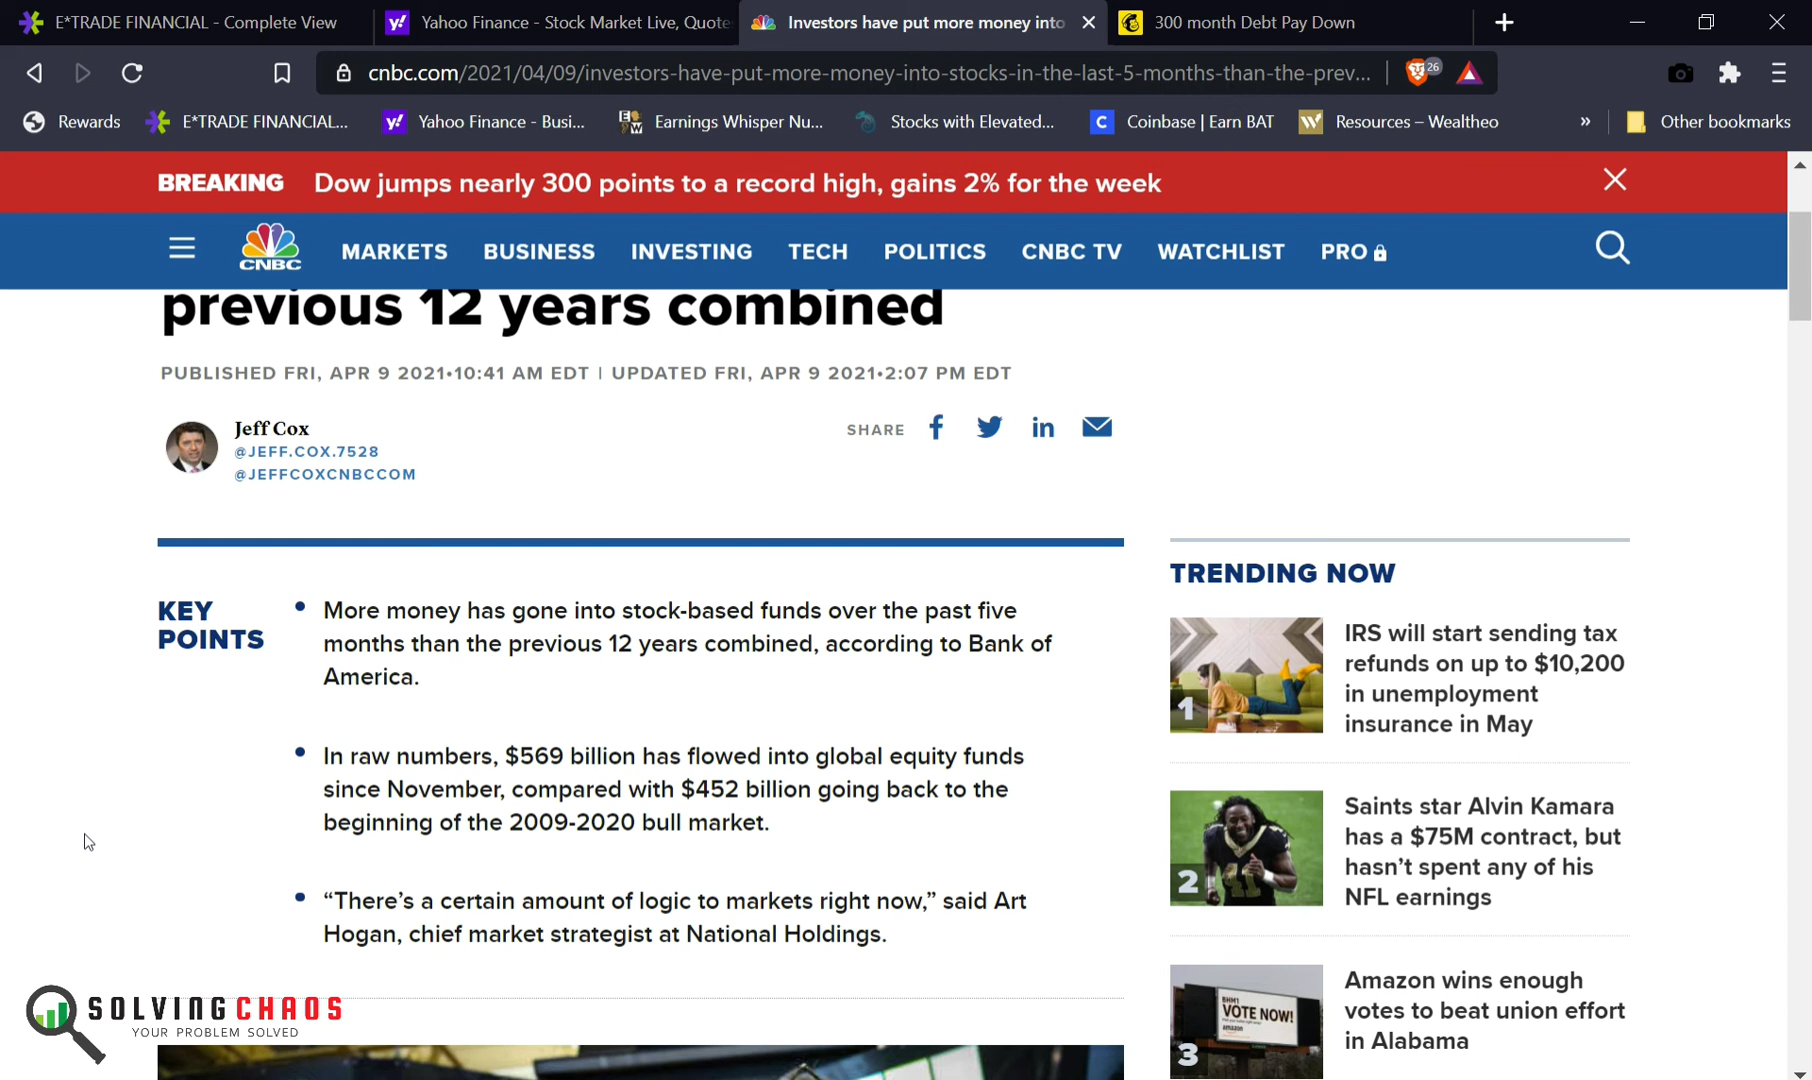 E*TRADE FINANCIAL - Complete View
Yahoo Finance - Stock Market Live, Quote
Investors have put more money into
300 month Debt Pay Down
cnbc.com/2021/04/09/investors-have-put-more-money-into-stocks-in-the-last-5-months-than-the-prev...
26
Rewards
E*TRADE FINANCIAL...
Yahoo Finance - Busi...
Earnings Whisper Nu...
Stocks with Elevated...
Coinbase | Earn BAT
Resources – Wealtheo
»
Other bookmarks
BREAKING Dow jumps nearly 300 points to a record high, gains 2% for the week
CNBC
MARKETS BUSINESS INVESTING TECH POLITICS CNBC TV WATCHLIST PRO
previous 12 years combined
PUBLISHED FRI, APR 9 2021•10:41 AM EDT | UPDATED FRI, APR 9 2021•2:07 PM EDT
Jeff Cox
@JEFF.COX.7528
@JEFFCOXCNBCCOM
SHARE
KEY
POINTS
• More money has gone into stock-based funds over the past five
months than the previous 12 years combined, according to Bank of
America.
• In raw numbers, $569 billion has flowed into global equity funds
since November, compared with $452 billion going back to the
beginning of the 2009-2020 bull market.
• “There’s a certain amount of logic to markets right now,” said Art
Hogan, chief market strategist at National Holdings.
TRENDING NOW
1
IRS will start sending tax
refunds on up to $10,200
in unemployment
insurance in May
2
41
Saints star Alvin Kamara
has a $75M contract, but
hasn’t spent any of his
NFL earnings
3
BHM1
VOTE NOW!
Amazon wins enough
votes to beat union effort
in Alabama
SOLVINGCHAOS
YOUR PROBLEM SOLVED